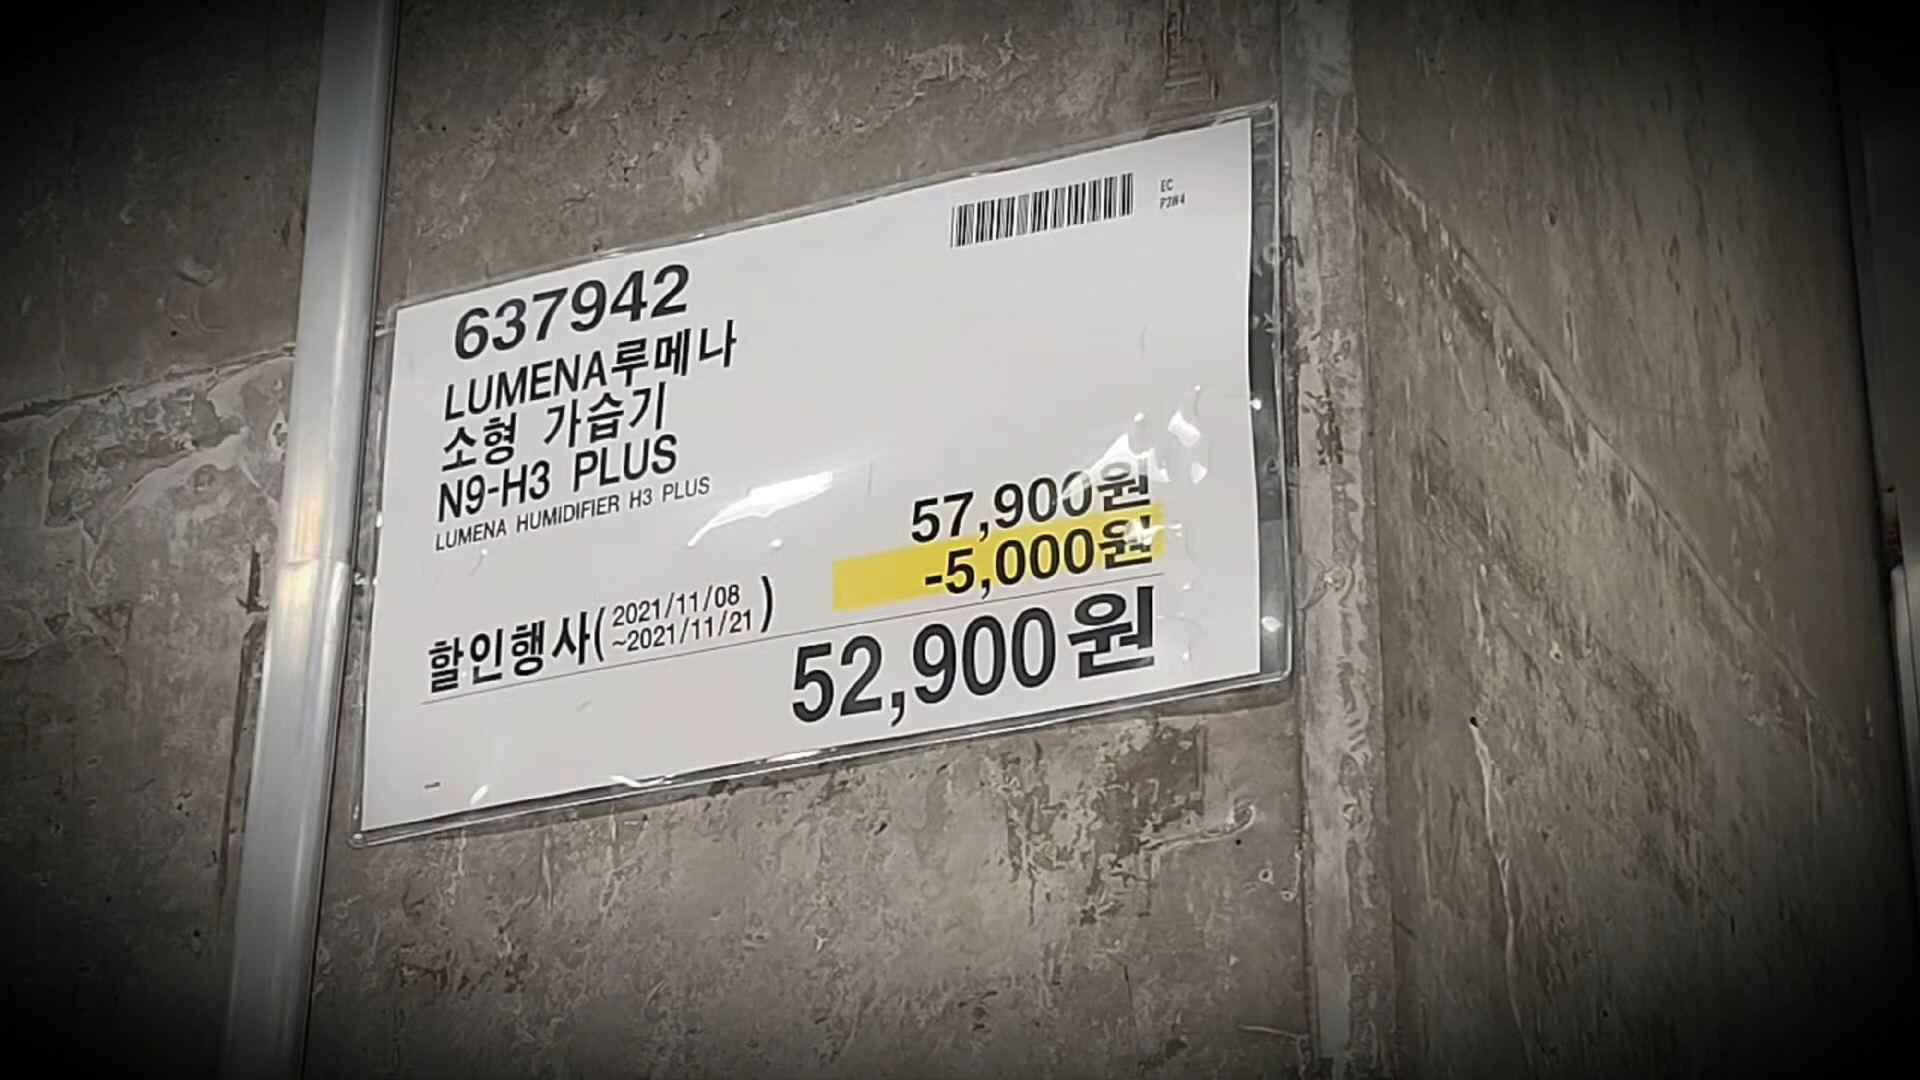 EC
P3W4
637942
LUMENA루메나
소형 가습기
N9-H3 PLUS
LUMENA HUMIDIFIER H3 PLUS
57,900원
-5,000원
할인행사(2021/11/08
~2021/11/21)
52,900원